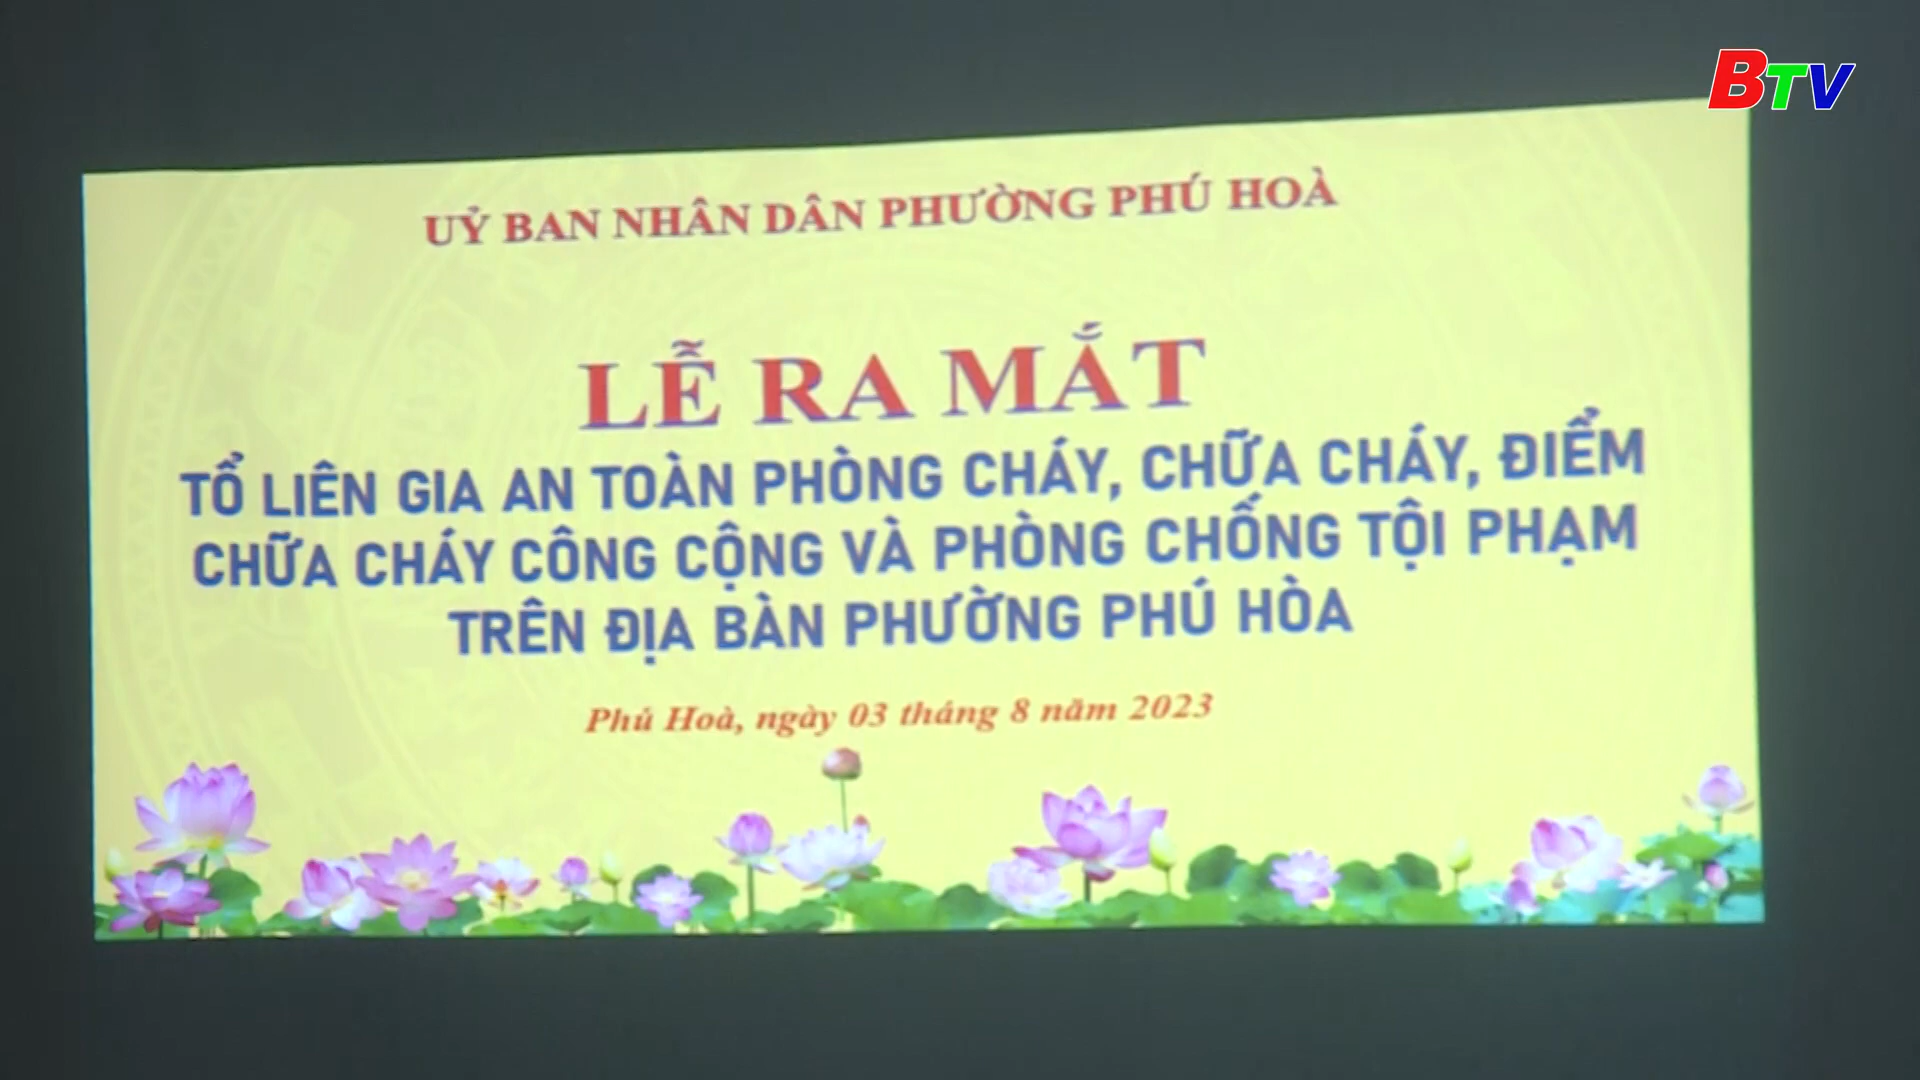 BTV
UỶ BAN NHÂN DÂN PHƯỜNG PHÚ HOÀ
LỄ RA MẮT
TỔ LIÊN GIA AN TOÀN PHÒNG CHÁY, CHỮA CHÁY, ĐIỂM
CHỮA CHÁY CÔNG CỘNG VÀ PHÒNG CHỐNG TỘI PHẠM
TRÊN ĐỊA BÀN PHƯỜNG PHÚ HÒA
Phú Hoà, ngày 03 tháng 8 năm 2023